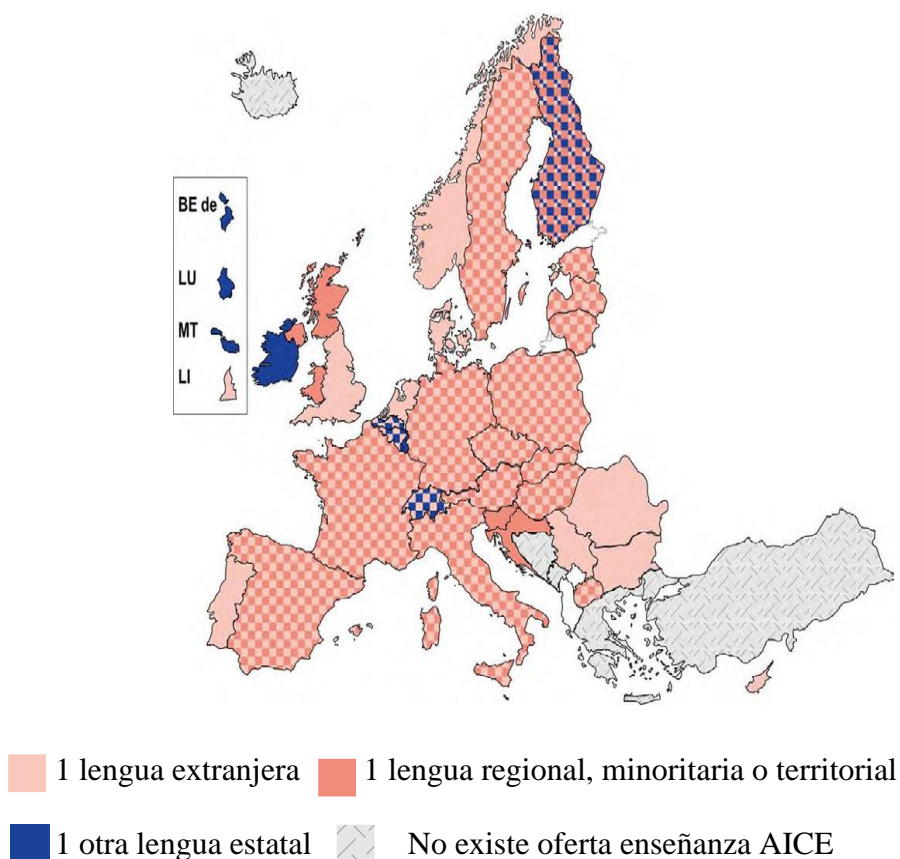 BE de
LU
MT
LI
1 lengua extranjera 1 lengua regional, minoritaria o territorial
1 otra lengua estatal No existe oferta enseñanza AICE